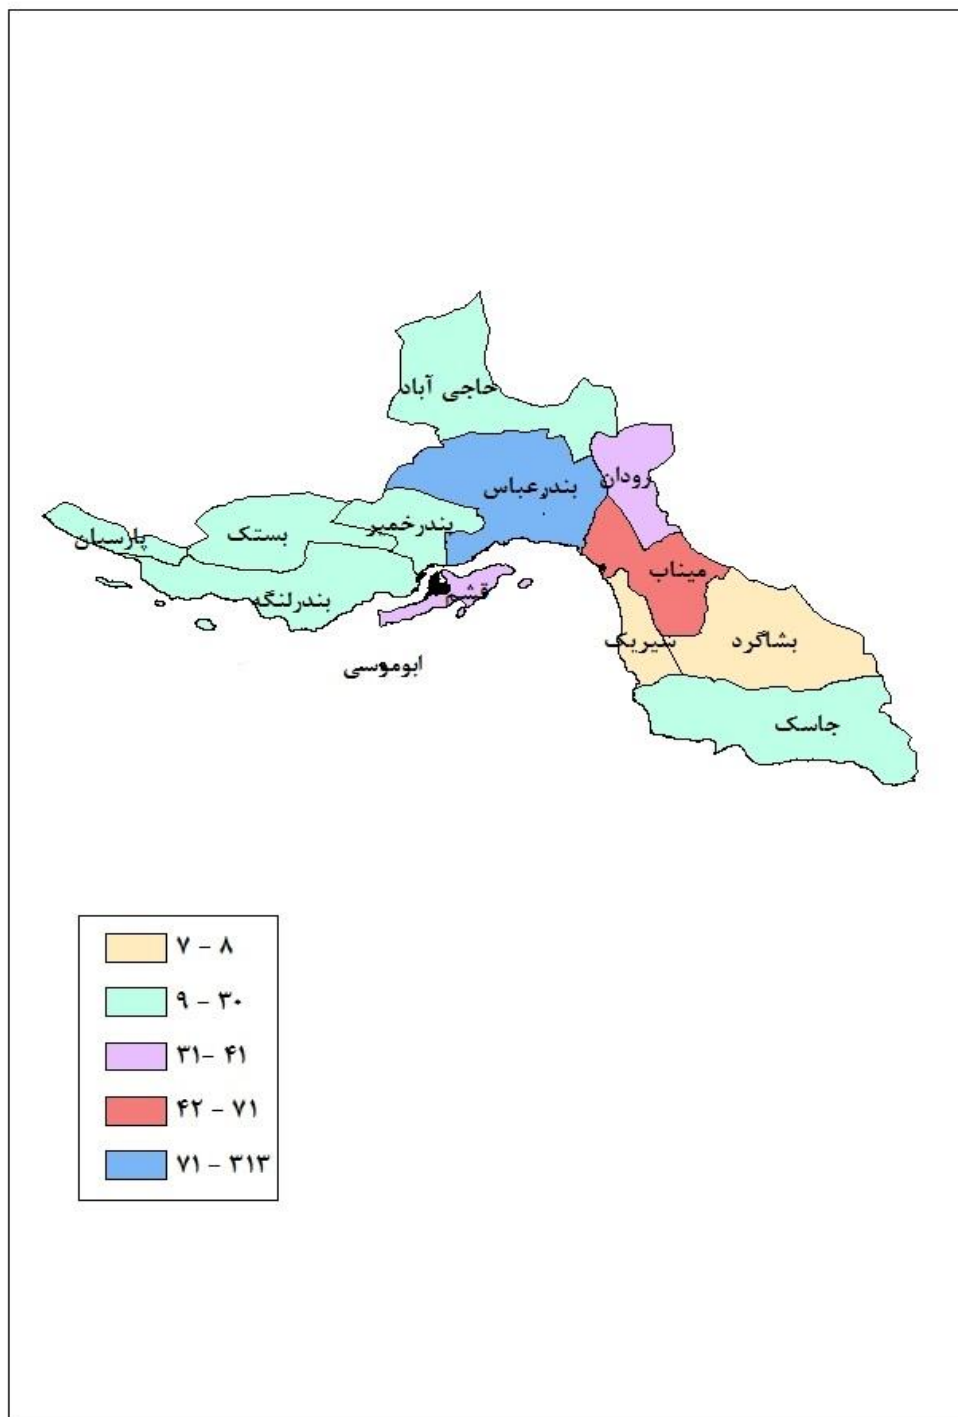 حاجی آباد
رودان
بندرعباس
بندرخمیر
بستک
پارسیان
میناب
قشم
بندرلنگه
سیریک
بشاگرد
ابوموسی
جاسک
۷ - ۸
۹ - ۳۰
۳۱- ۴۱
۴۲ - ۷۱
۷۱ - ۳۱۳